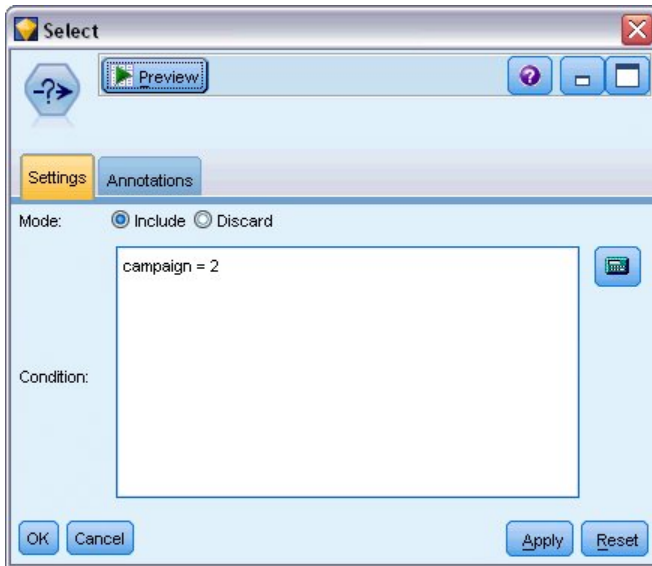 Select
-?
Preview
?
Settings Annotations
Mode: Include Discard
campaign = 2
Condition:
OK Cancel Apply Reset